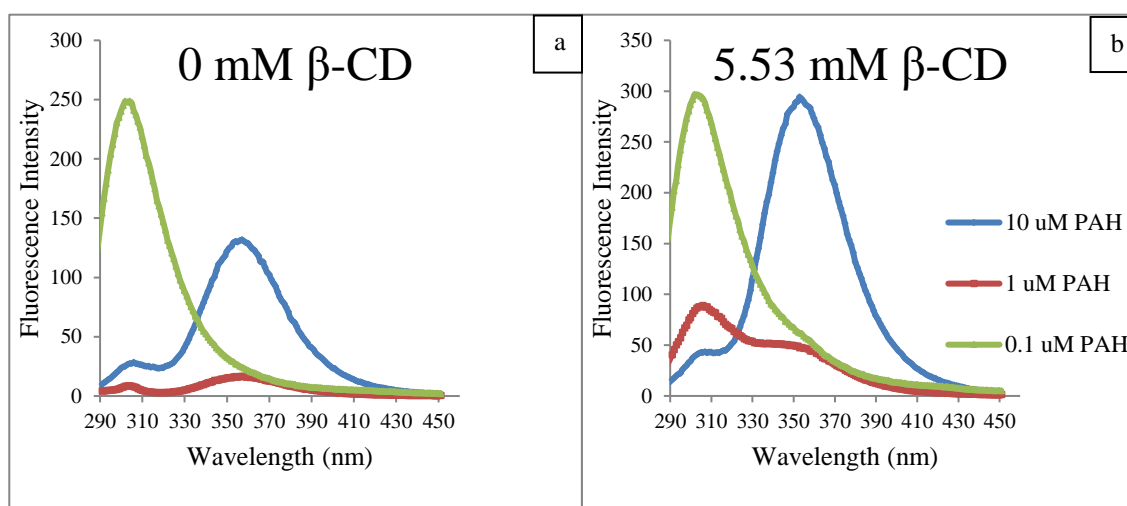 a
0 mM β-CD
300
250
200
150
100
50
0
Fluorescence Intensity
290 310 330 350 370 390 410 430 450
Wavelength (nm)
b
5.53 mM β-CD
350
300
250
200
150
100
50
0
Fluorescence Intensity
290 310 330 350 370 390 410 430 450
Wavelength (nm)
10 uM PAH
1 uM PAH
0.1 uM PAH